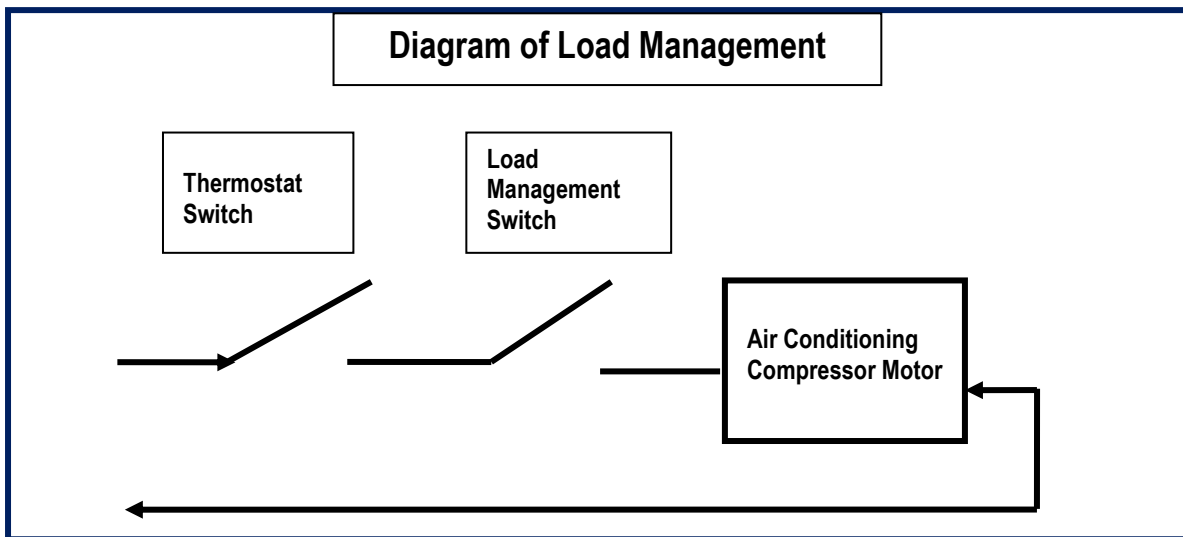 Diagram of Load Management
Thermostat
Switch
Load
Management
Switch
Air Conditioning
Compressor Motor